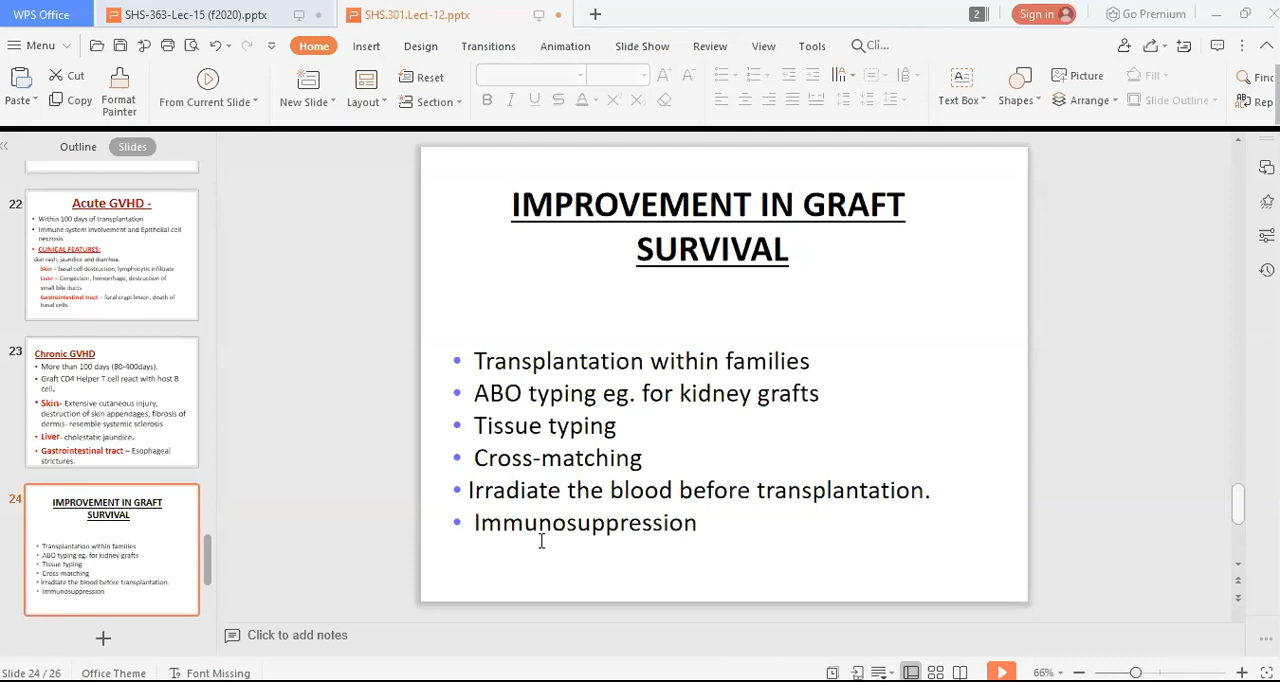 WPS Office
SHS-363-Lec-15 (f2020).pptx
SHS.301.Lect-12.pptx
2
Sign in
Go Premium
Menu
Home
Insert
Design
Transitions
Animation
Slide Show
Review
View
Tools
Cli...
Paste
Cut
Copy
Format
Painter
From Current Slide
New Slide
Layout
Reset
Section
B I U S A X² X₂
Text Box
Shapes
Picture
Arrange
Fill
Slide Outline
Find
Rep
Outline
Slides
22
Acute GVHD -
• Within 100 days of transplantation
• Immune system involvement and Epithelial cell
necrosis
• CLINICAL FEATURES:
skin rash, jaundice and diarrhea.
Skin – basal cell destruction, lymphocytic infiltrate
Liver – Congestion, hemorrhage, destruction of
small bile ducts
Gastrointestinal tract – focal crypt lesion, death of
basal cells
23
Chronic GVHD
• More than 100 days (80-400days).
• Graft CD4 Helper T cell react with host B
cell.
• Skin- Extensive cutaneous injury,
destruction of skin appendages, fibrosis of
dermis- resemble systemic sclerosis
• Liver- cholestatic jaundice.
• Gastrointestinal tract – Esophageal
strictures.
24
IMPROVEMENT IN GRAFT
SURVIVAL
• Transplantation within families
• ABO typing eg. for kidney grafts
• Tissue typing
• Cross-matching
• Irradiate the blood before transplantation.
• Immunosuppression
IMPROVEMENT IN GRAFT
SURVIVAL
• Transplantation within families
• ABO typing eg. for kidney grafts
• Tissue typing
• Cross-matching
• Irradiate the blood before transplantation.
• Immunosuppression
Click to add notes
Slide 24 / 26
Office Theme
Font Missing
66%